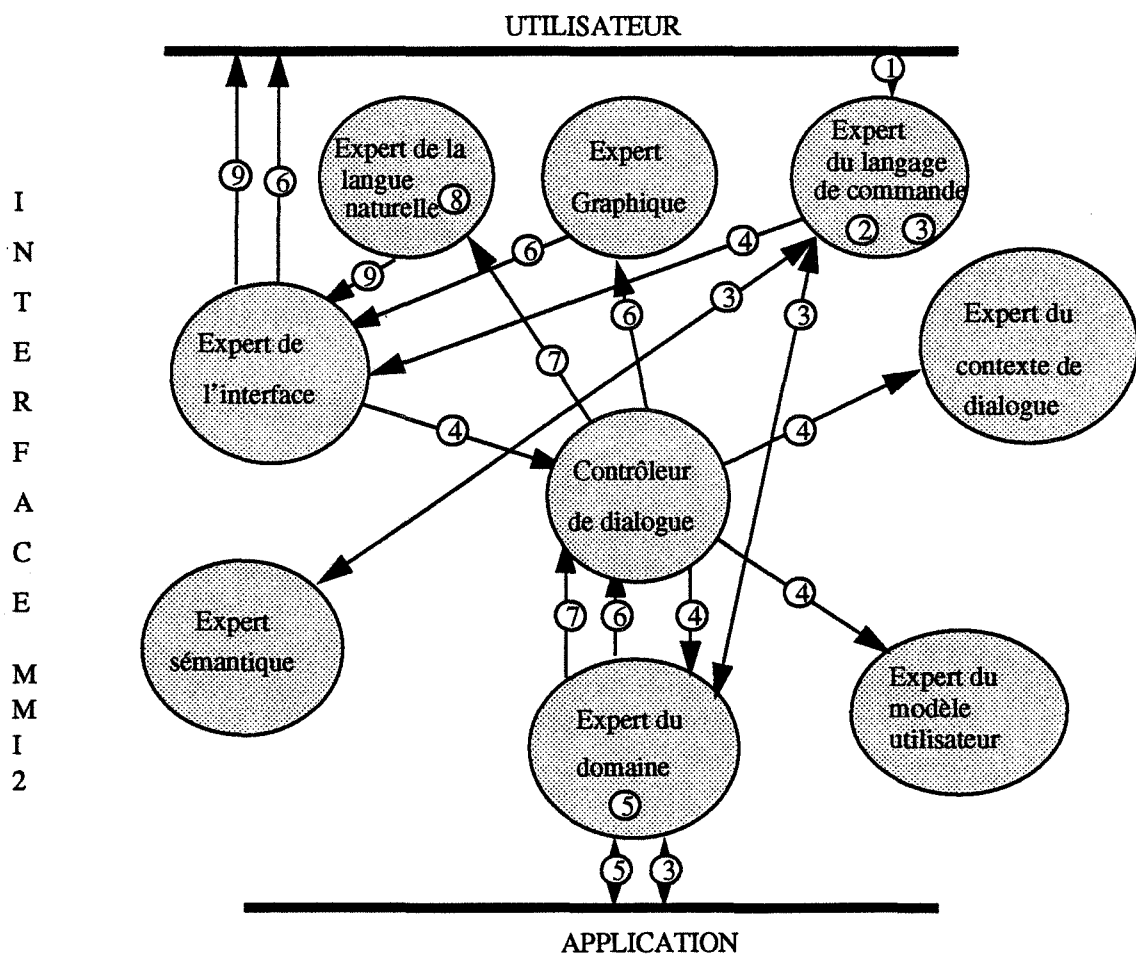 UTILISATEUR
1
Expert de la
langue
naturelle 8
Expert
Graphique
Expert
du langage
de commande
2 3
9
6
9
6
4
3
6
3
7
Expert de
l'interface
Expert du
contexte de
dialogue
4
4
Contrôleur
de dialogue
Expert
sémantique
7
6
4
4
Expert du
domaine
5
Expert du
modèle
utilisateur
5
3
APPLICATION
I
N
T
E
R
F
A
C
E
M
M
I
2